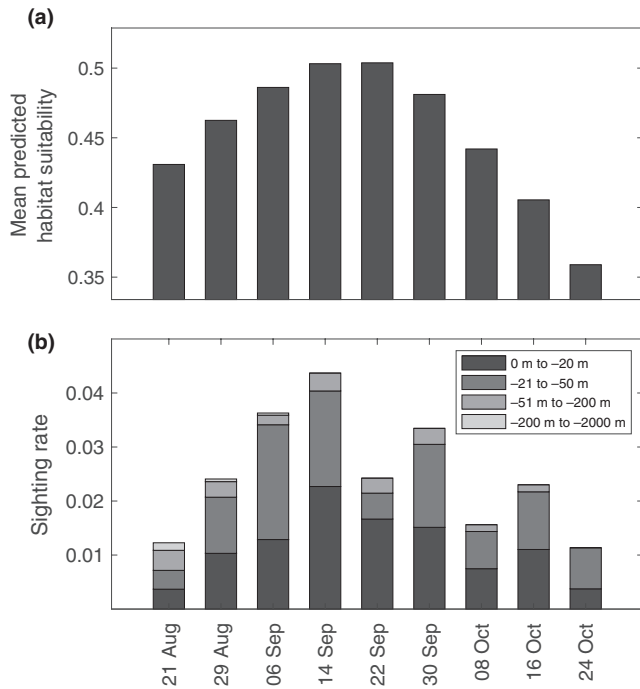 (a)
Mean predicted
habitat suitability
0.5
0.45
0.4
0.35
(b)
Sighting rate
0.04
0.03
0.02
0.01
0 m to –20 m
–21 to –50 m
–51 m to –200 m
–200 m to –2000 m
21 Aug
29 Aug
06 Sep
14 Sep
22 Sep
30 Sep
08 Oct
16 Oct
24 Oct